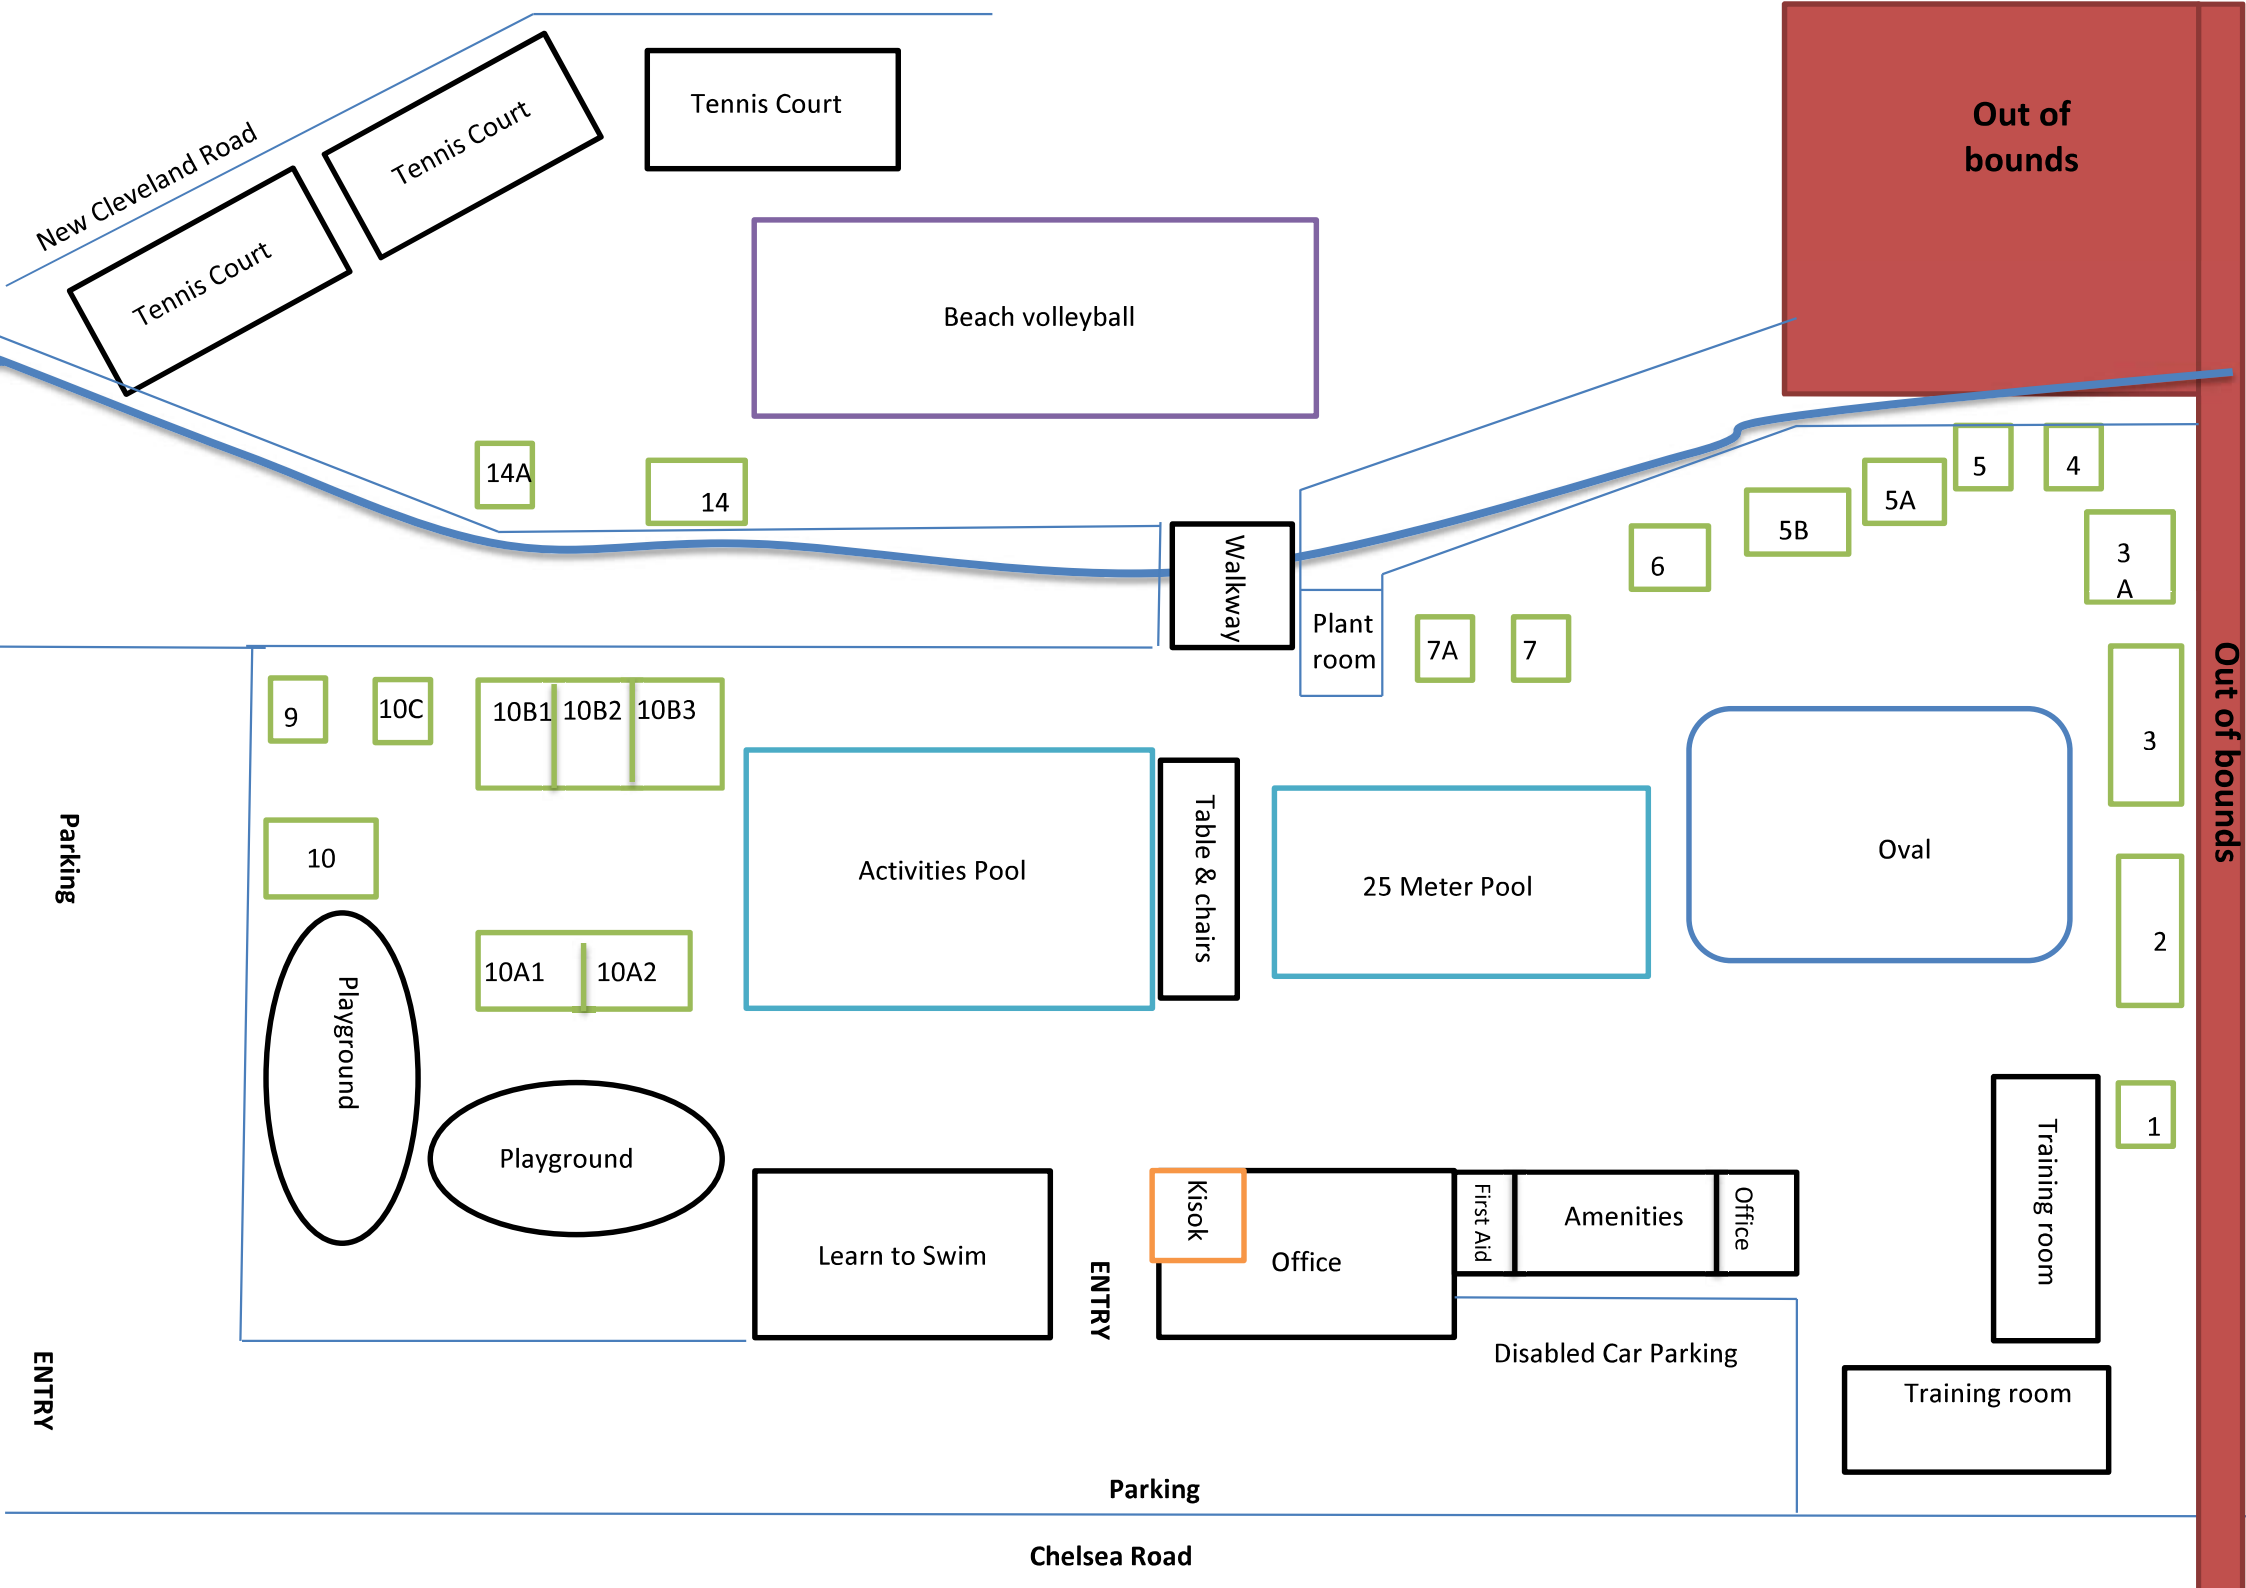 Tennis Court
Out of
bounds
Tennis Court
New Cleveland Road
Tennis Court
Beach volleyball
14A
14
5
4
5A
5B
6
3
A
Walkway
Plant
room
7A
7
Out of bounds
9
10C
10B1
10B2
10B3
3
Parking
10
Activities Pool
Table & chairs
25 Meter Pool
Oval
2
10A1
10A2
Playground
1
Playground
Training room
Kisok
First Aid
Amenities
Office
Learn to Swim
ENTRY
Office
Disabled Car Parking
ENTRY
Training room
Parking
Chelsea Road